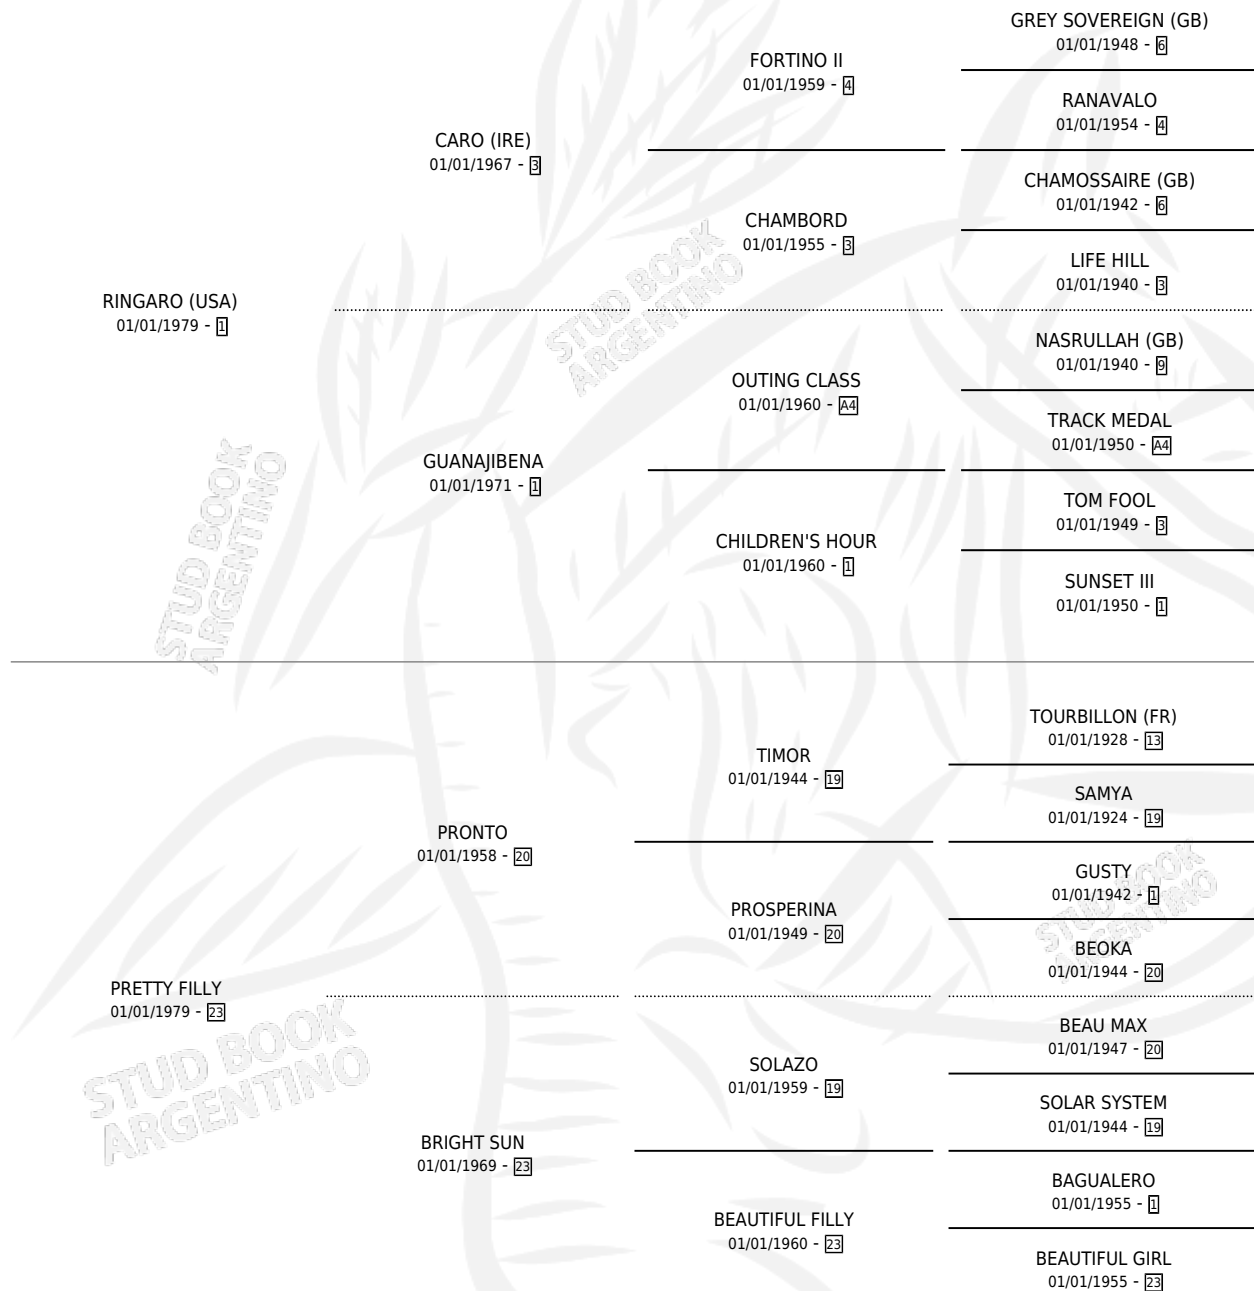 GREY SOVEREIGN (GB)
01/01/1948 - 6
FORTINO II
01/01/1959 - 4
RANAVALO
01/01/1954 - 4
CARO (IRE)
01/01/1967 - 3
CHAMOSSAIRE (GB)
01/01/1942 - 6
CHAMBORD
01/01/1955 - 3
LIFE HILL
01/01/1940 - 3
RINGARO (USA)
01/01/1979 - 1
NASRULLAH (GB)
01/01/1940 - 9
OUTING CLASS
01/01/1960 - A4
TRACK MEDAL
01/01/1950 - A4
GUANAJIBENA
01/01/1971 - 1
TOM FOOL
01/01/1949 - 3
CHILDREN'S HOUR
01/01/1960 - 1
SUNSET III
01/01/1950 - 1
TOURBILLON (FR)
01/01/1928 - 13
TIMOR
01/01/1944 - 19
SAMYA
01/01/1924 - 19
PRONTO
01/01/1958 - 20
GUSTY
01/01/1942 - 1
PROSPERINA
01/01/1949 - 20
BEOKA
01/01/1944 - 20
PRETTY FILLY
01/01/1979 - 23
BEAU MAX
01/01/1947 - 20
SOLAZO
01/01/1959 - 19
SOLAR SYSTEM
01/01/1944 - 19
BRIGHT SUN
01/01/1969 - 23
BAGUALERO
01/01/1955 - 1
BEAUTIFUL FILLY
01/01/1960 - 23
BEAUTIFUL GIRL
01/01/1955 - 23
STUD BOOK
ARGENTINO
STUD BOOK
ARGENTINO
STUD BOOK
ARGENTINO
STUD BOOK
ARGENTINO